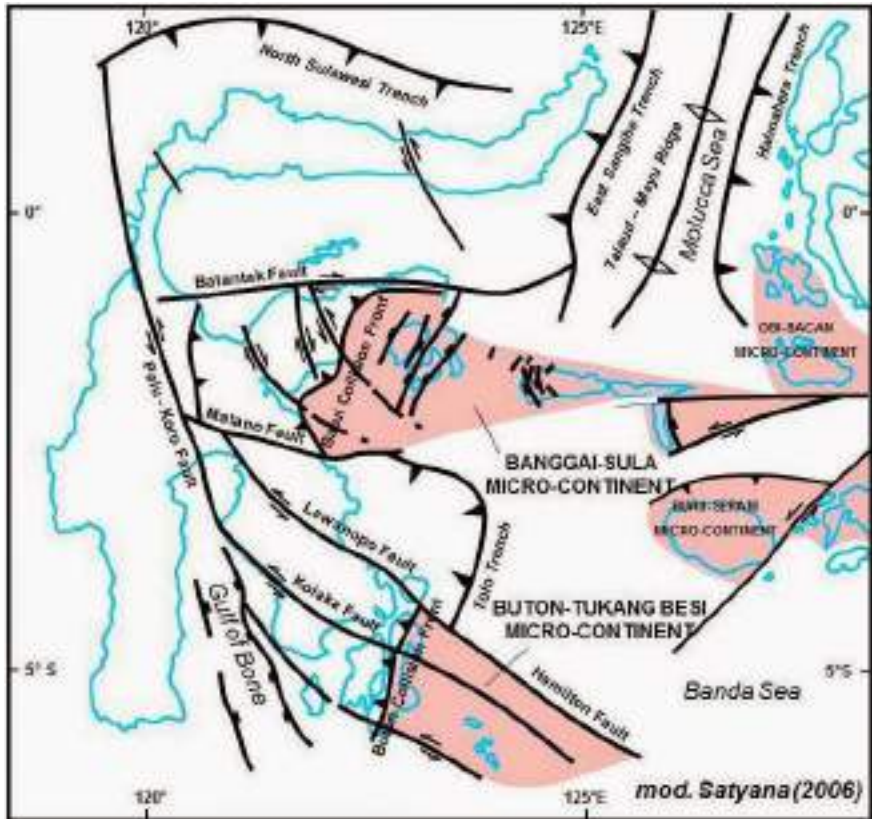 120°
125°E
North Sulawesi Trench
East Sangihe Trench
Talaud - Mayu Ridge
Molucca Sea
Halmahera Trench
0°
0°
Balantak Fault
OBI-BACAN
MICRO-CONTINENT
Palu - Koro Fault
Matano Fault
BANGGAI-SULA
MICRO-CONTINENT
MICRO-CONTINENT
Lawanopo Fault
Kolaka Fault
Tolo Trench
Gulf of Bone
BUTON-TUKANG BESI
MICRO-CONTINENT
Buton Collision Front
Hamilton Fault
5° S
5°S
Banda Sea
mod. Satyana (2006)
120°
125°E